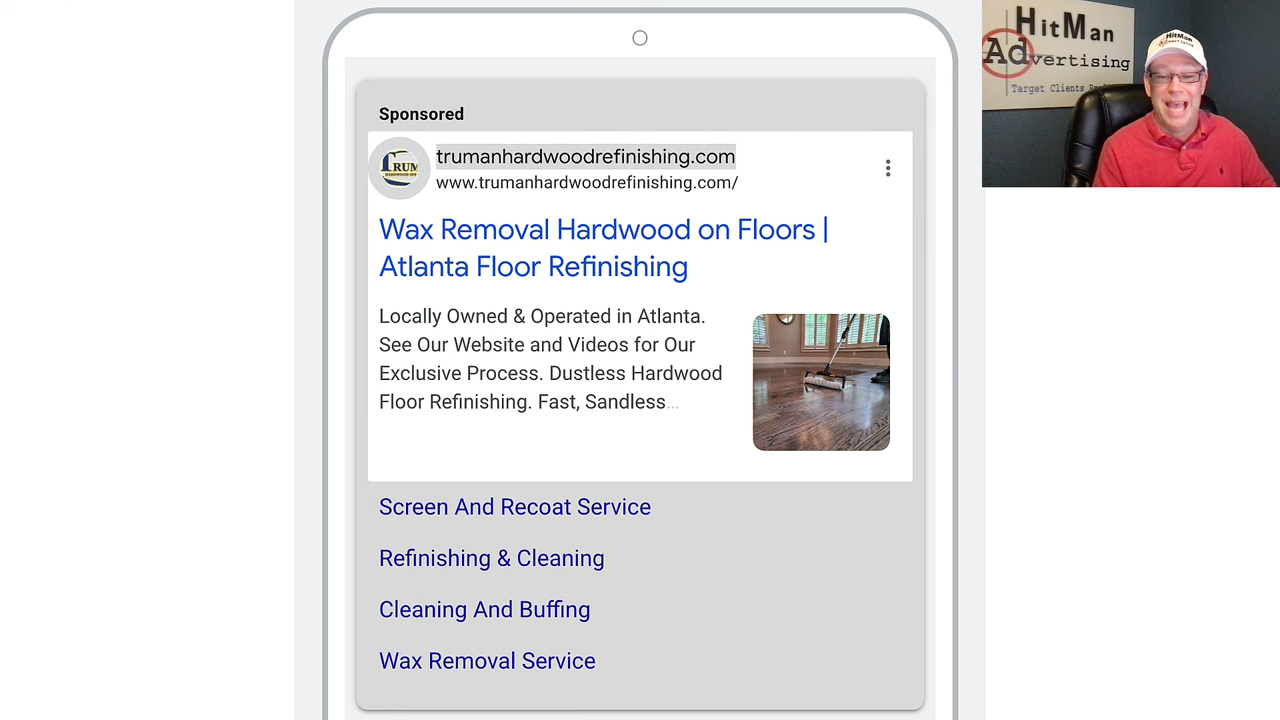 Sponsored
trumanhardwoodrefinishing.com
www.trumanhardwoodrefinishing.com/
Wax Removal Hardwood on Floors |
Atlanta Floor Refinishing
Locally Owned & Operated in Atlanta.
See Our Website and Videos for Our
Exclusive Process. Dustless Hardwood
Floor Refinishing. Fast, Sandless...
Screen And Recoat Service
Refinishing & Cleaning
Cleaning And Buffing
Wax Removal Service
HitMan
Advertising
Target Clients
HitMan